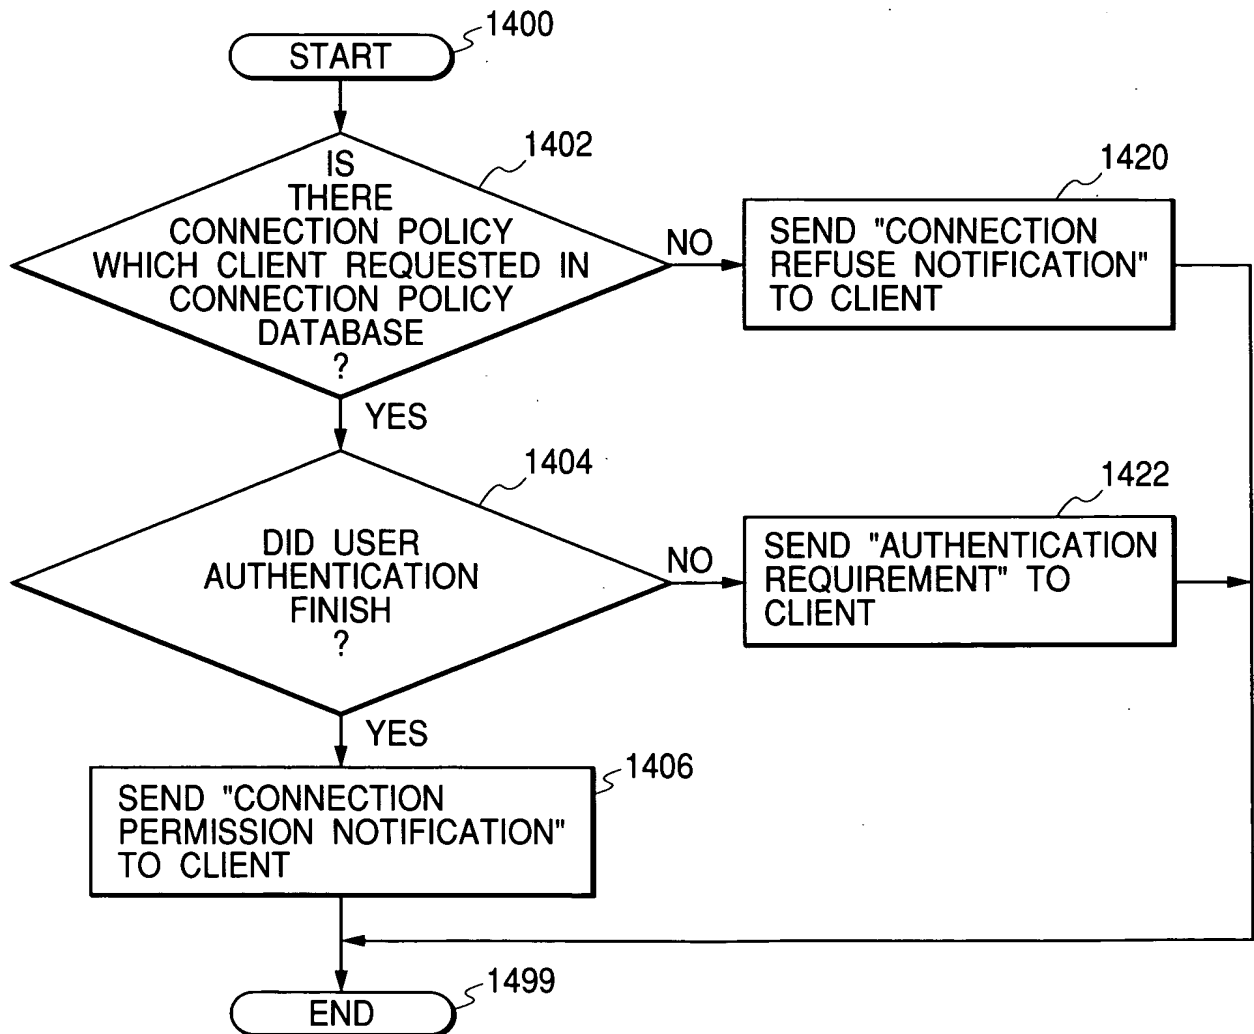 1400
START
1402
IS
THERE
CONNECTION POLICY
WHICH CLIENT REQUESTED IN
CONNECTION POLICY
DATABASE
?
NO
1420
SEND "CONNECTION
REFUSE NOTIFICATION"
TO CLIENT
YES
1404
DID USER
AUTHENTICATION
FINISH
?
NO
1422
SEND "AUTHENTICATION
REQUIREMENT" TO
CLIENT
YES
1406
SEND "CONNECTION
PERMISSION NOTIFICATION"
TO CLIENT
END
1499